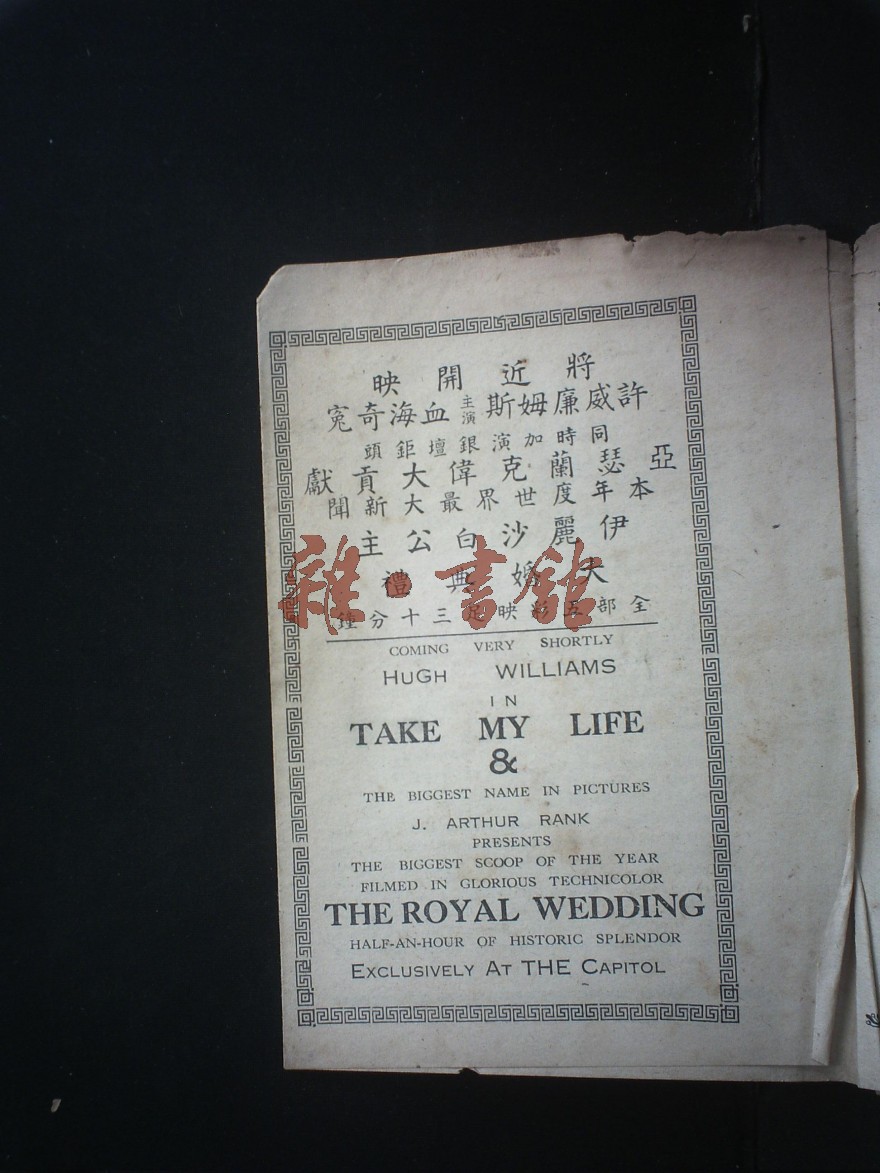 將近開映
許威廉姆斯主演血海奇寃
同時加演銀壇鉅頭
亞瑟蘭克偉大貢獻
本年度世界最大新聞
伊麗沙白公主
大婚典禮
全部五彩映足三十分鐘
雜·書館
COMING VERY SHORTLY
HUGH WILLIAMS
IN
TAKE MY LIFE
&
THE BIGGEST NAME IN PICTURES
J. ARTHUR RANK
PRESENTS
THE BIGGEST SCOOP OF THE YEAR
FILMED IN GLORIOUS TECHNICOLOR
THE ROYAL WEDDING
HALF-AN-HOUR OF HISTORIC SPLENDOR
EXCLUSIVELY AT THE CAPITOL